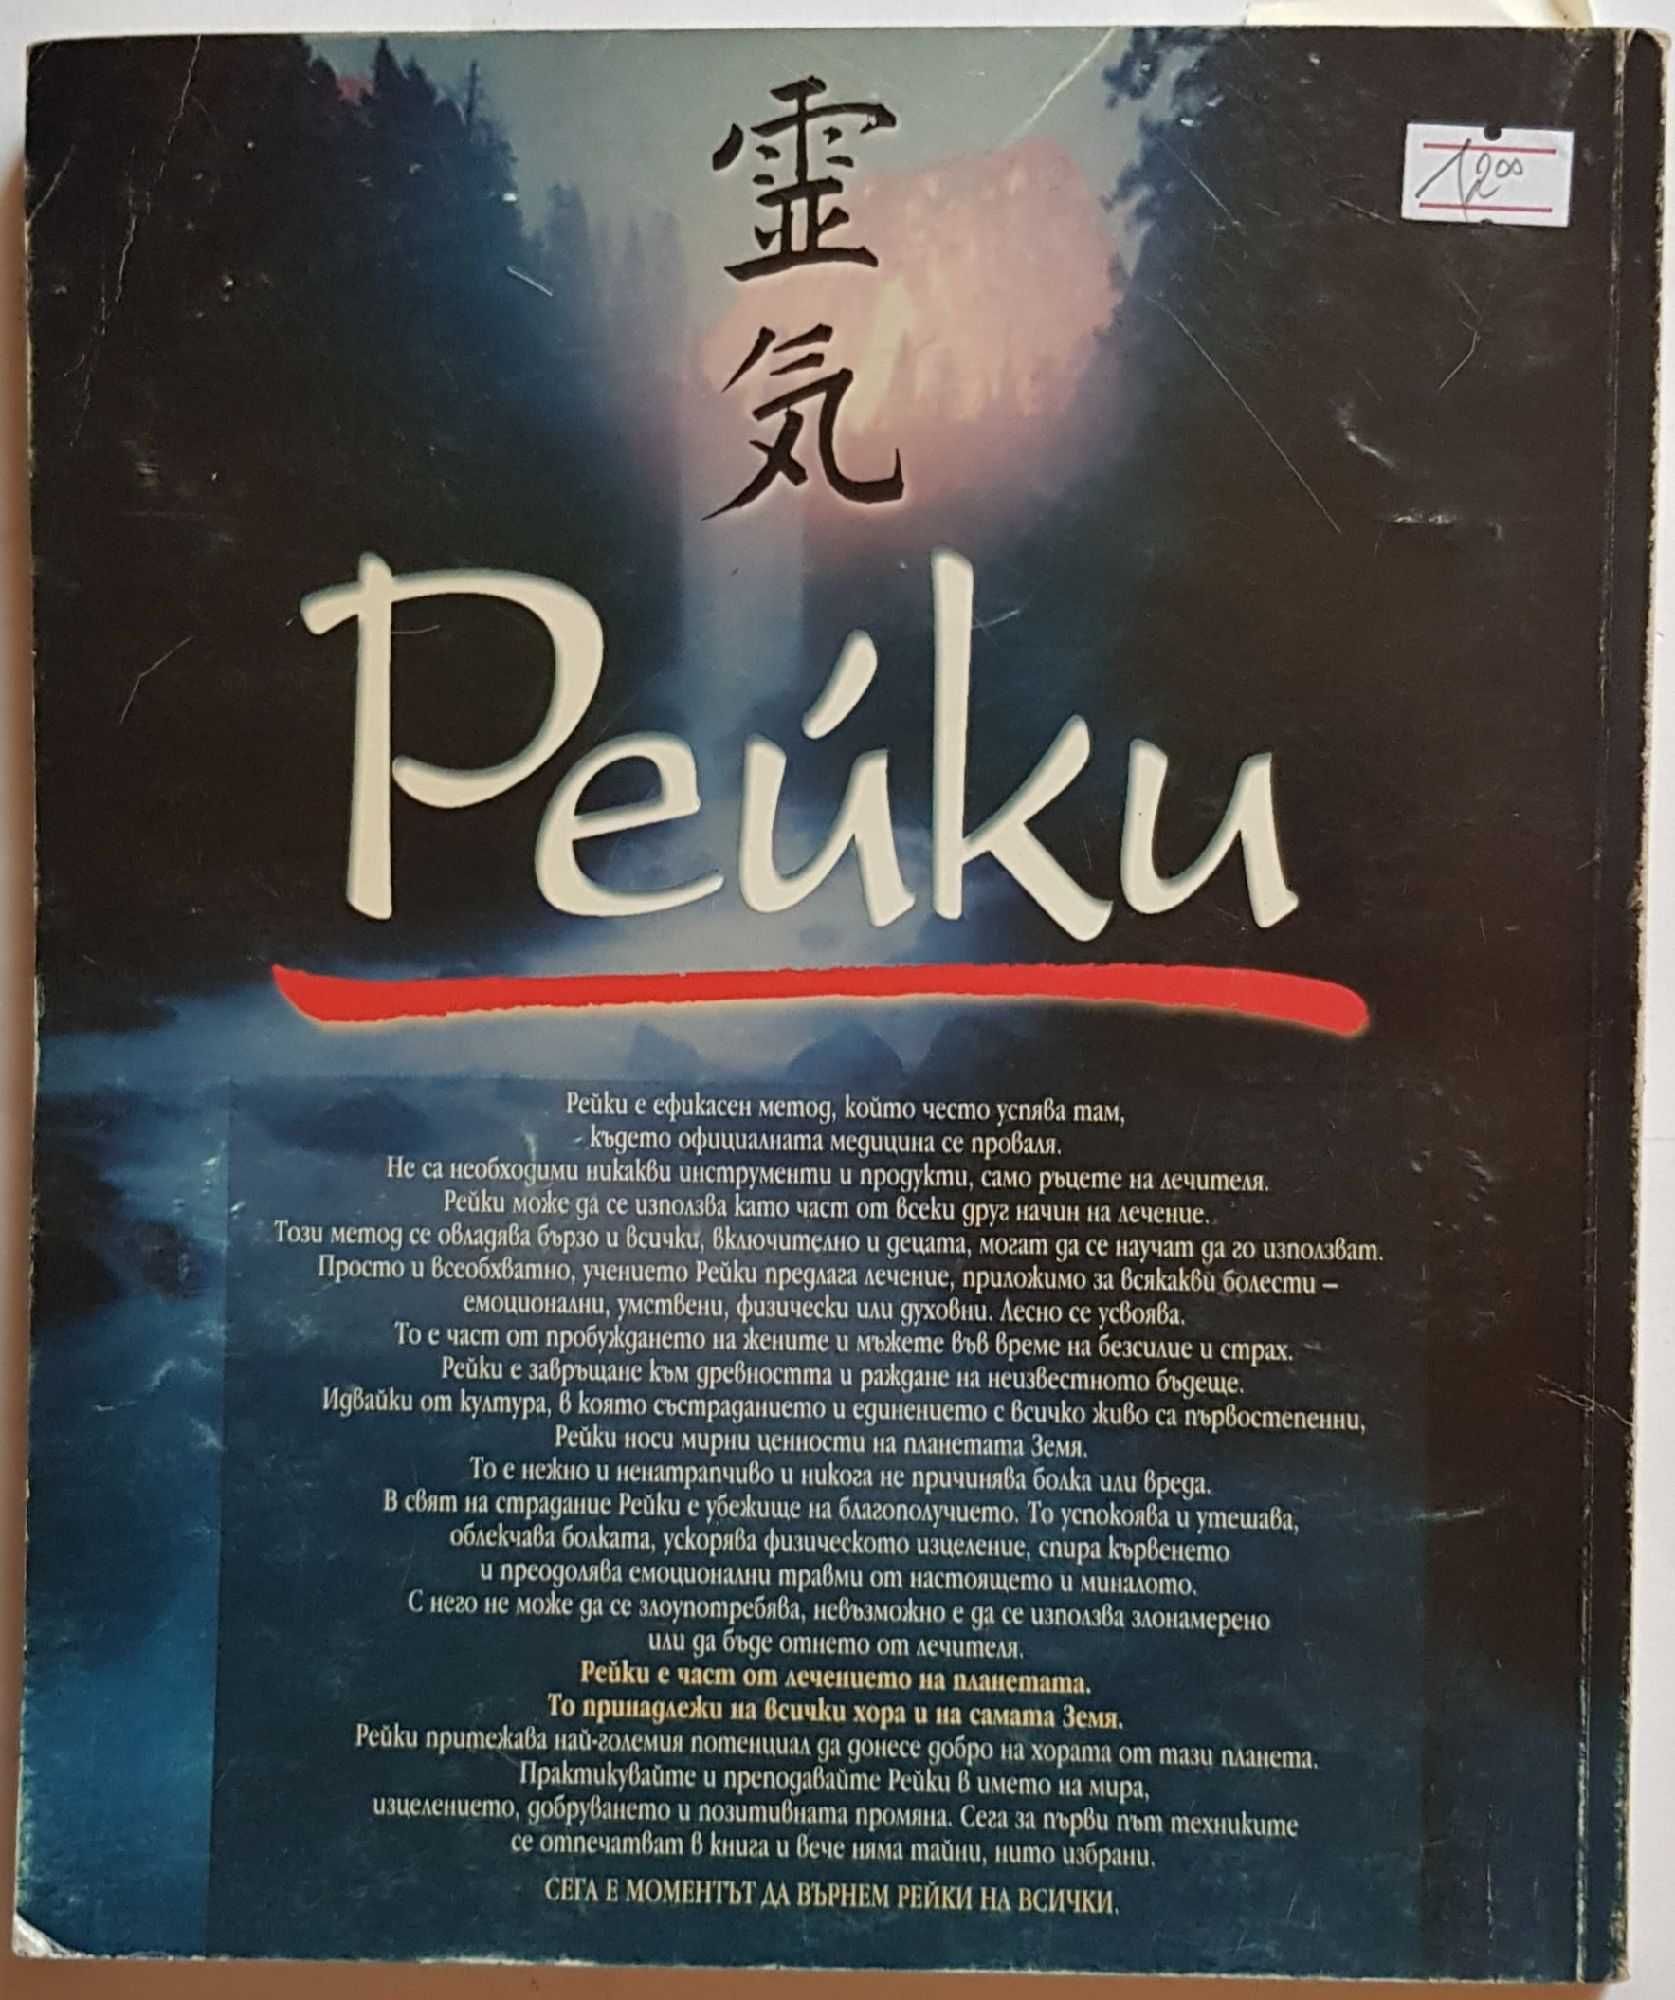 靈
気
1200
Рейки
Рейки е ефикасен метод, който често успява там,
където официалната медицина се проваля.
Не са необходими никакви инструменти и продукти, само ръцете на лечителя.
Рейки може да се използва като част от всеки друг начин на лечение.
Този метод се овладява бързо и всички, включително и децата, могат да се научат да го използват.
Просто и всеобхватно, учението Рейки предлага лечение, приложимо за всякакви болести –
емоционални, умствени, физически или духовни. Лесно се усвоява.
То е част от пробуждането на жените и мъжете във време на безсилие и страх.
Рейки е завръщане към древността и раждане на неизвестното бъдеще.
Идвайки от култура, в която състраданието и единението с всичко живо са първостепенни,
Рейки носи мирни ценности на планетата Земя.
То е нежно и ненатрапчиво и никога не причинява болка или вреда.
В свят на страдание Рейки е убежище на благополучието. То успокоява и утешава,
облекчава болката, ускорява физическото изцеление, спира кървенето
и преодолява емоционални травми от настоящето и миналото.
С него не може да се злоупотребява, невъзможно е да се използва злонамерено
или да бъде отнето от лечителя.
Рейки е част от лечението на планетата.
То принадлежи на всички хора и на самата Земя.
Рейки притежава най-големия потенциал да донесе добро на хората от тази планета.
Практикувайте и преподавайте Рейки в името на мира,
изцелението, добруването и позитивната промяна. Сега за първи път техниките
се отпечатват в книга и вече няма тайни, нито избрани.
СЕГА Е МОМЕНТЪТ ДА ВЪРНЕМ РЕЙКИ НА ВСИЧКИ.